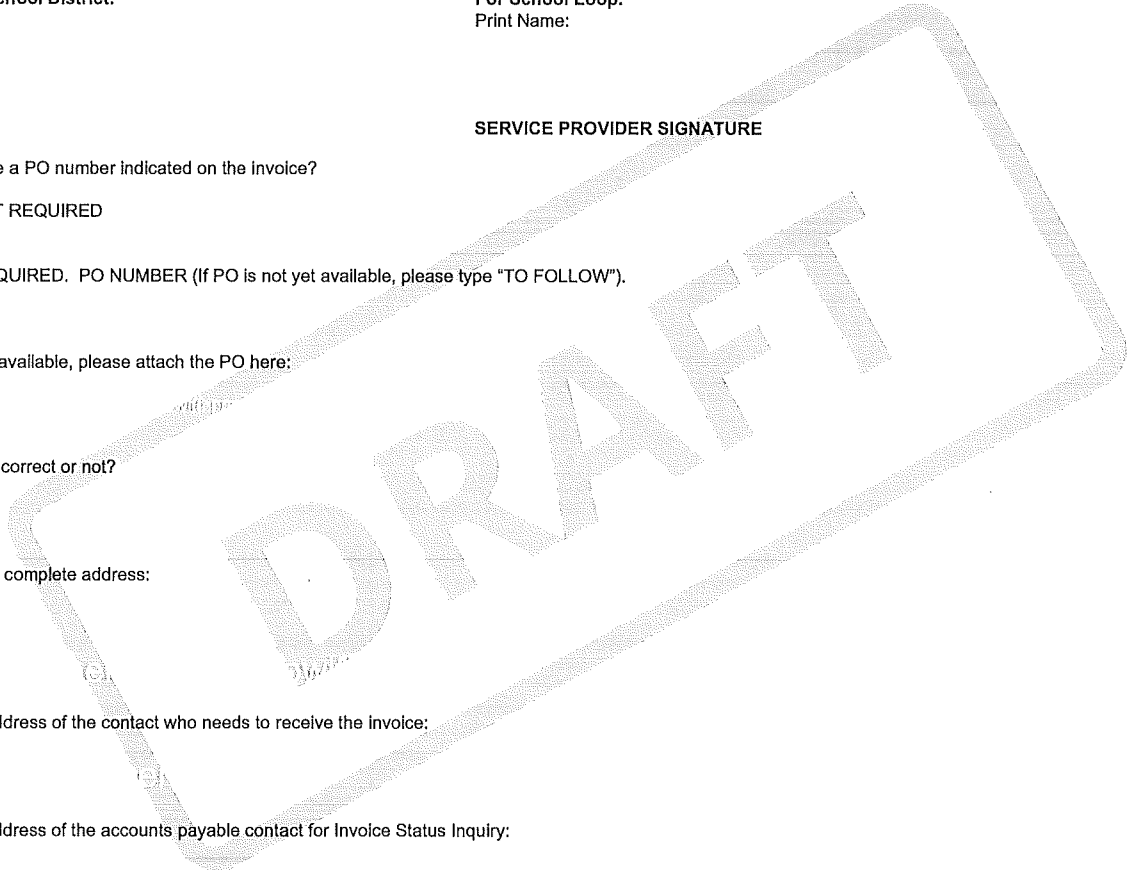 School District:
For School Loop:
Print Name:
SERVICE PROVIDER SIGNATURE
a PO number indicated on the invoice?
REQUIRED
PO NUMBER (If PO is not yet available, please type "TO FOLLOW").
available, please attach the PO here:
correct or not?
complete address:
of the contact who needs to receive the invoice:
of the accounts payable contact for Invoice Status Inquiry:
DRAFT